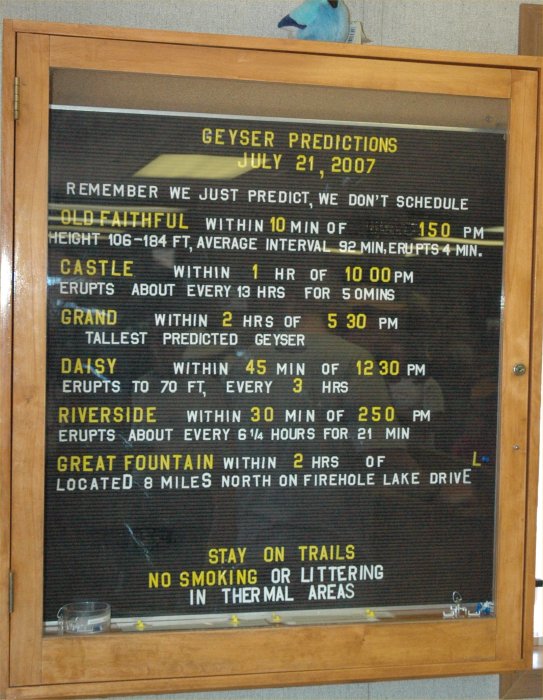 GEYSER PREDICTIONS
JULY 21, 2007
REMEMBER WE JUST PREDICT, WE DON'T SCHEDULE
OLD FAITHFUL WITHIN 10 MIN OF 150 PM
HEIGHT 106-184 FT, AVERAGE INTERVAL 92 MIN, ERUPTS 4 MIN.
CASTLE WITHIN 1 HR OF 10 00 PM
ERUPTS ABOUT EVERY 13 HRS FOR 50MINS
GRAND WITHIN 2 HRS OF 5 30 PM
TALLEST PREDICTED GEYSER
DAISY WITHIN 45 MIN OF 12 30 PM
ERUPTS TO 70 FT, EVERY 3 HRS
RIVERSIDE WITHIN 30 MIN OF 250 PM
ERUPTS ABOUT EVERY 6 1/4 HOURS FOR 21 MIN
GREAT FOUNTAIN WITHIN 2 HRS OF L
LOCATED 8 MILES NORTH ON FIREHOLE LAKE DRIVE
STAY ON TRAILS
NO SMOKING OR LITTERING
IN THERMAL AREAS